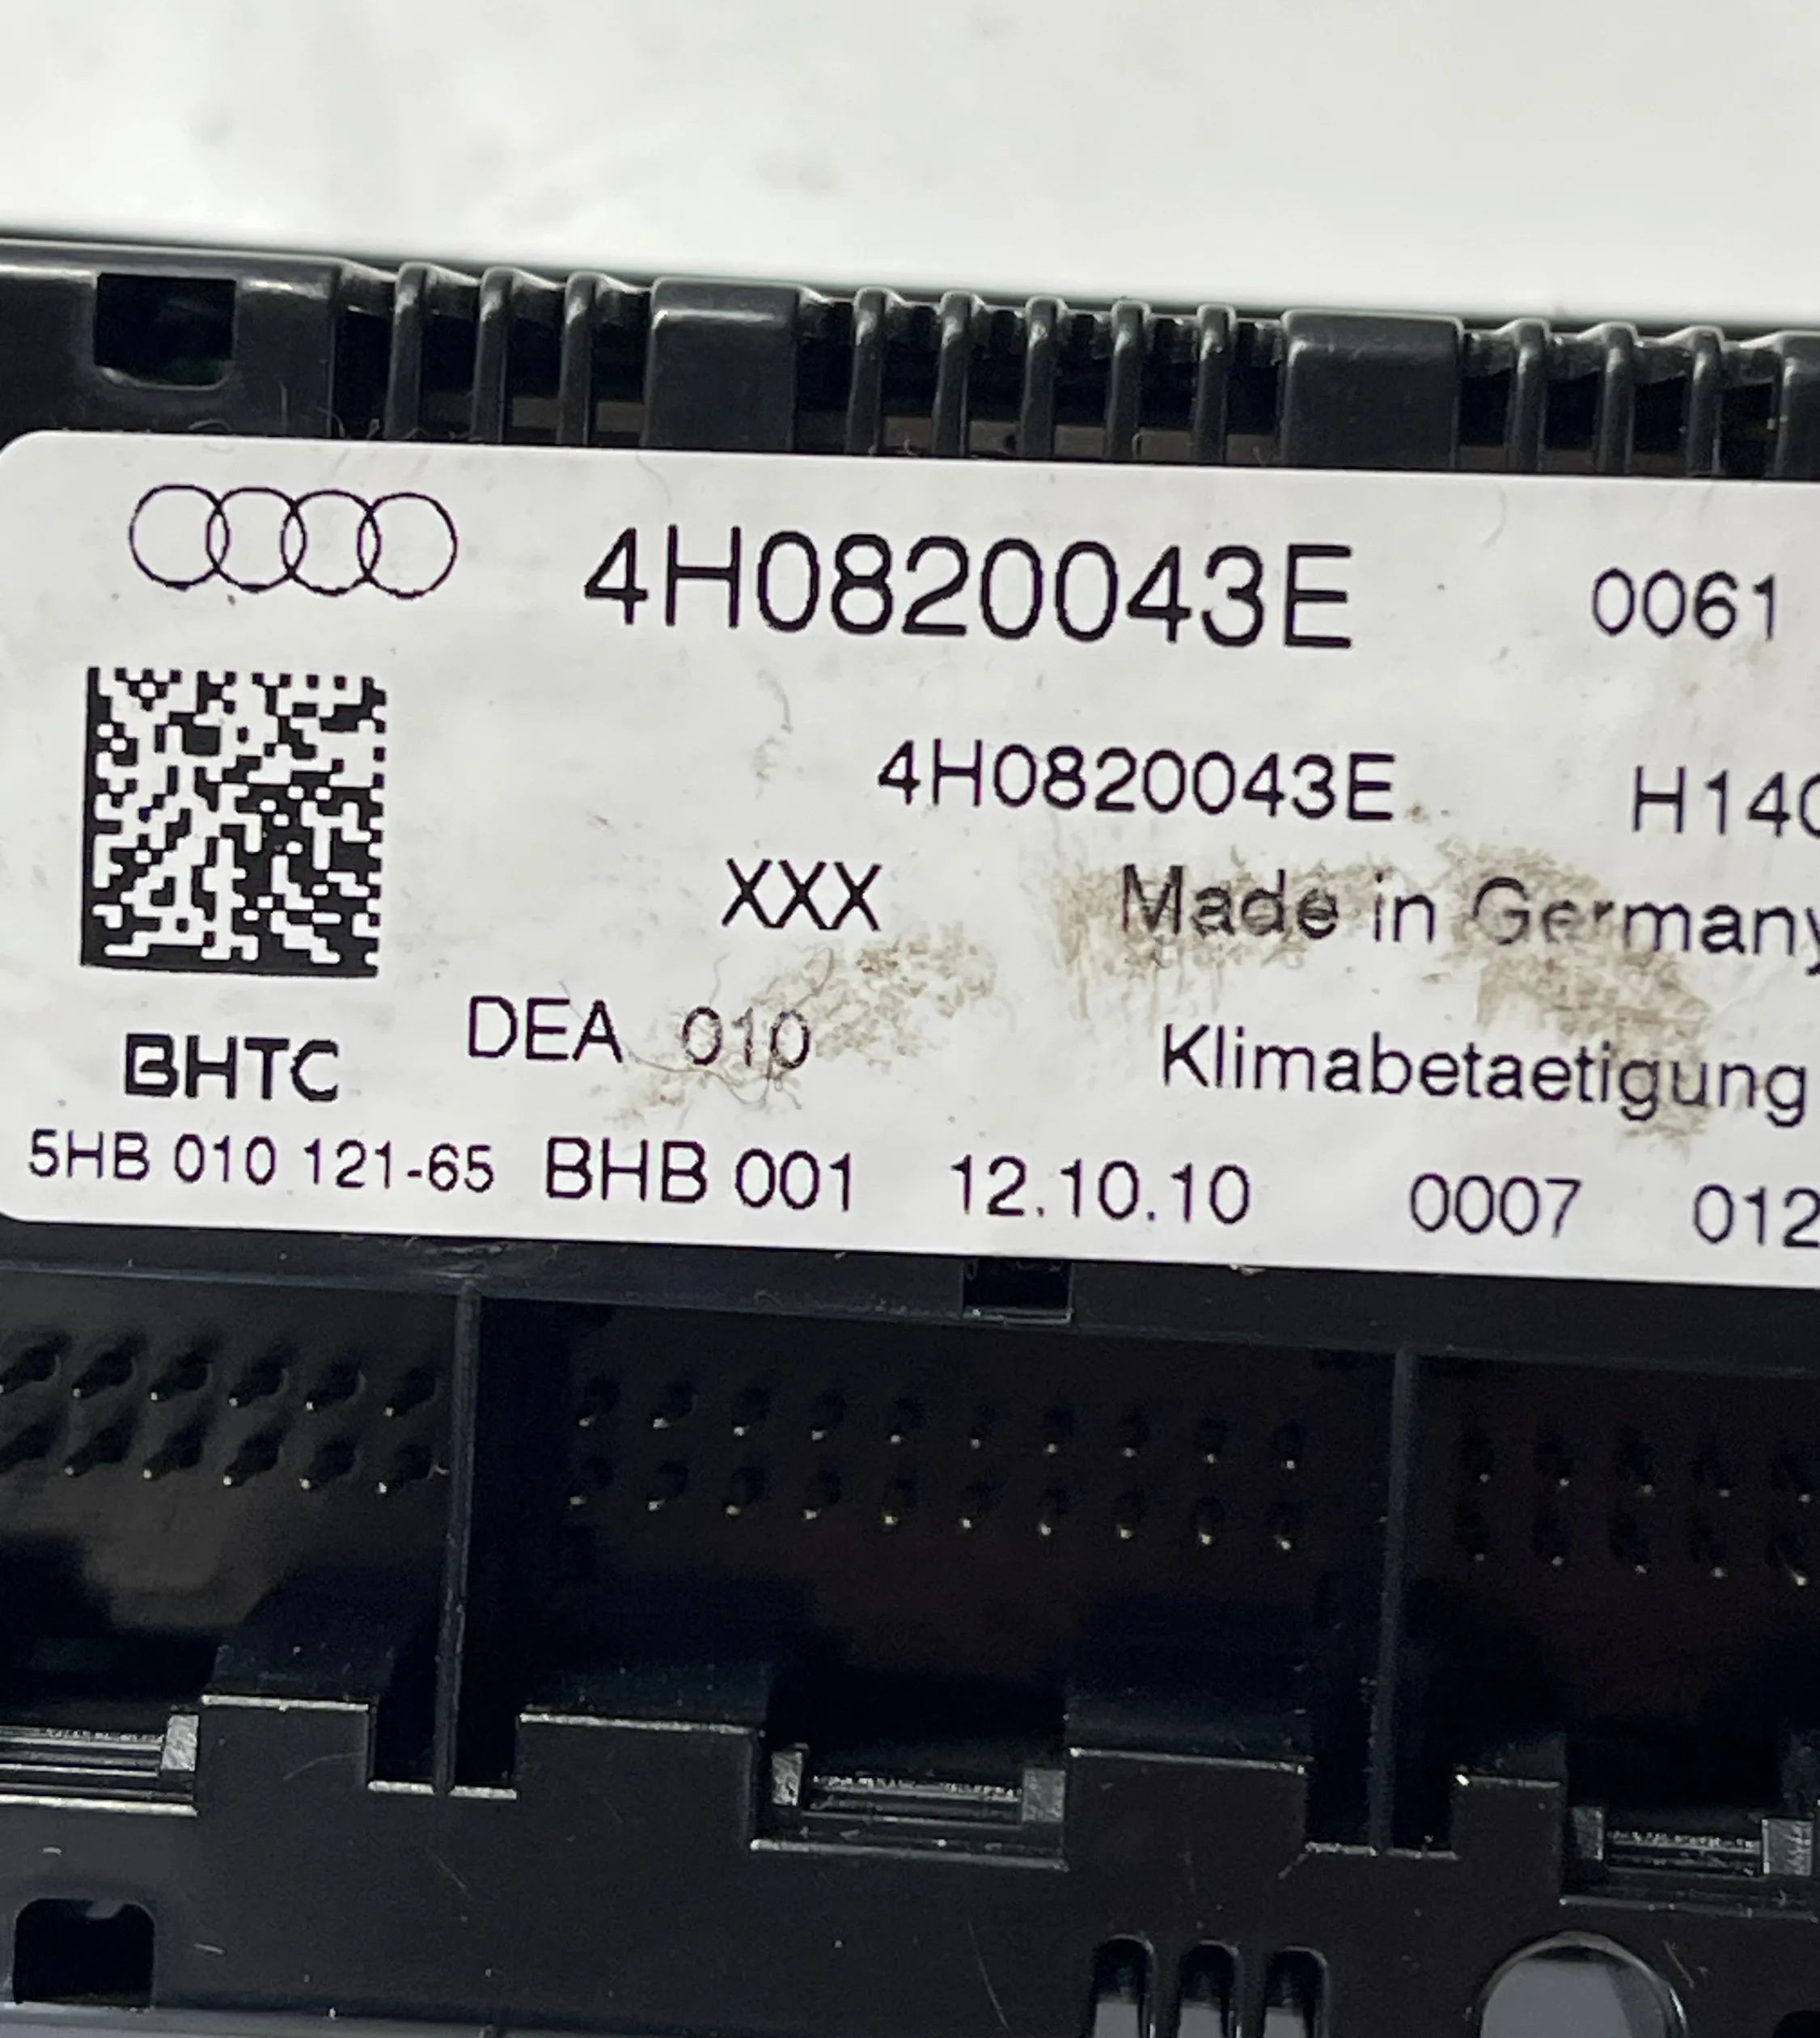 4H0820043E 0061
4H0820043E H14
XXX Made in Germany
BHTC DEA 010 Klimabetaetigung
5HB 010 121-65 BHB 001 12.10.10 0007 012